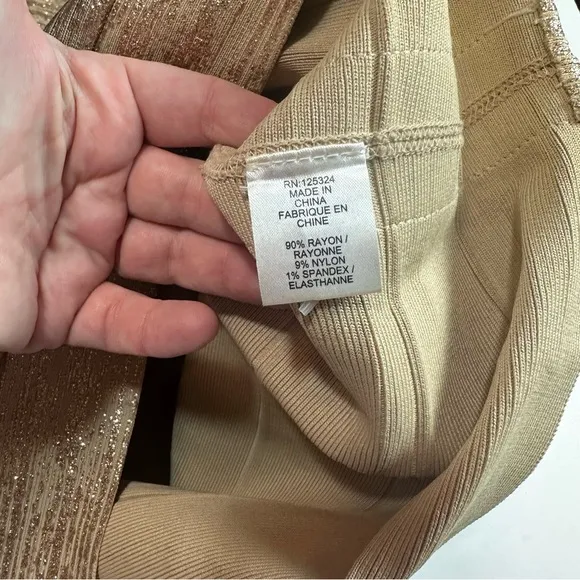 RN:125324
MADE IN
CHINA
FABRIQUE EN
CHINE
90% RAYON /
RAYONNE
9% NYLON
1% SPANDEX /
ELASTHANNE